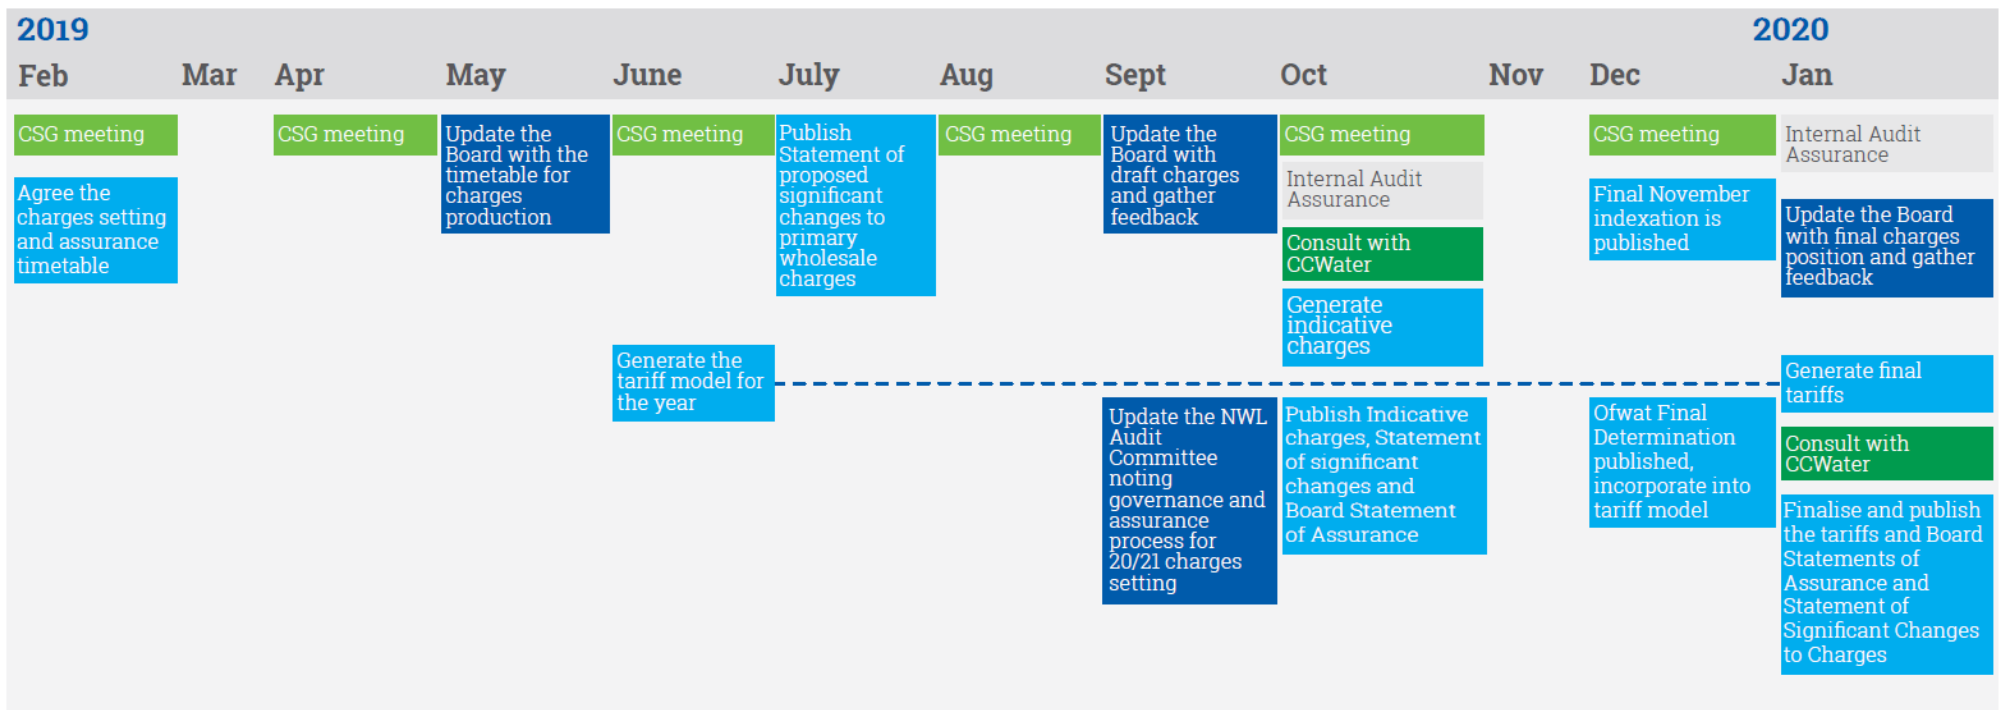 2019
2020
Feb
Mar
Apr
May
June
July
Aug
Sept
Oct
Nov
Dec
Jan
CSG meeting
Agree the
charges setting
and assurance
timetable
CSG meeting
Update the
Board with the
timetable for
charges
production
CSG meeting
Generate the
tariff model for
the year
Publish
Statement of
proposed
significant
changes to
primary
wholesale
charges
CSG meeting
Update the
Board with
draft charges
and gather
feedback
Update the NWL
Audit
Committee
noting
governance and
assurance
process for
20/21 charges
setting
CSG meeting
Internal Audit
Assurance
Consult with
CCWater
Generate
indicative
charges
Publish Indicative
charges, Statement
of significant
changes and
Board Statement
of Assurance
CSG meeting
Final November
indexation is
published
Ofwat Final
Determination
published,
incorporate into
tariff model
Internal Audit
Assurance
Update the Board
with final charges
position and gather
feedback
Generate final
tariffs
Consult with
CCWater
Finalise and publish
the tariffs and Board
Statements of
Assurance and
Statement of
Significant Changes
to Charges